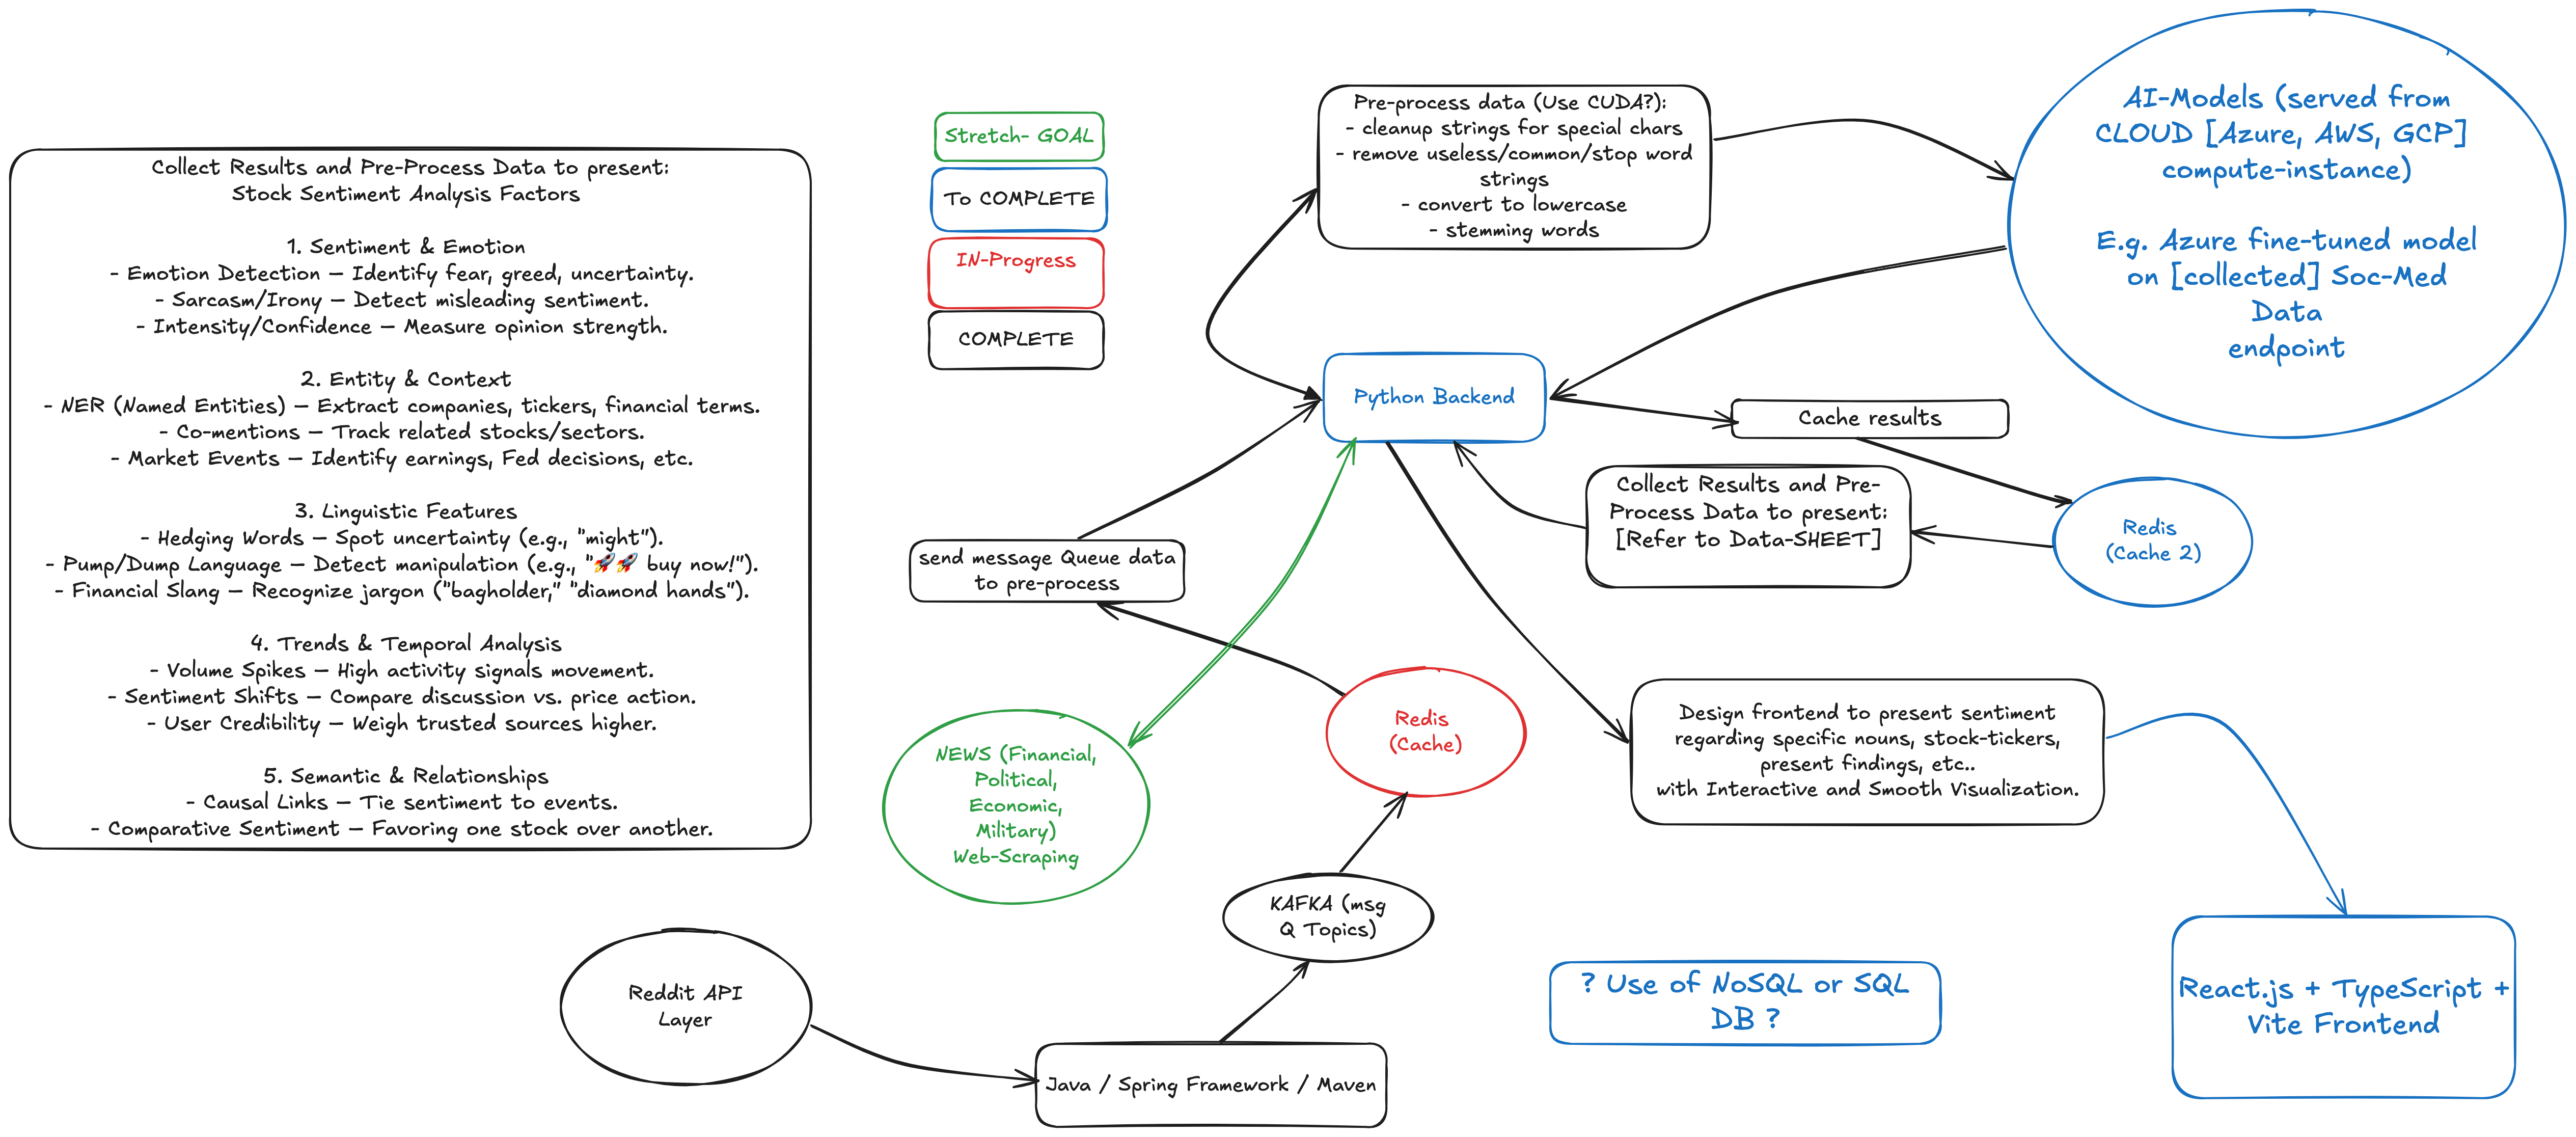 Collect Results and Pre-Process Data to present:
Stock Sentiment Analysis Factors
1. Sentiment & Emotion
- Emotion Detection – Identify fear, greed, uncertainty.
- Sarcasm/Irony – Detect misleading sentiment.
- Intensity/Confidence – Measure opinion strength.
2. Entity & Context
- NER (Named Entities) – Extract companies, tickers, financial terms.
- Co-mentions – Track related stocks/sectors.
- Market Events – Identify earnings, Fed decisions, etc.
3. Linguistic Features
- Hedging Words – Spot uncertainty (e.g., "might").
- Pump/Dump Language – Detect manipulation (e.g., "🚀🚀 buy now!").
- Financial Slang – Recognize jargon ("bagholder," "diamond hands").
4. Trends & Temporal Analysis
- Volume Spikes – High activity signals movement.
- Sentiment Shifts – Compare discussion vs. price action.
- User Credibility – Weigh trusted sources higher.
5. Semantic & Relationships
- Causal Links – Tie sentiment to events.
- Comparative Sentiment – Favoring one stock over another.
Stretch- GOAL
To COMPLETE
IN-Progress
COMPLETE
Pre-process data (Use CUDA?):
- cleanup strings for special chars
- remove useless/common/stop word
strings
- convert to lowercase
- stemming words
AI-Models (served from
CLOUD [Azure, AWS, GCP]
compute-instance)
E.g. Azure fine-tuned model
on [collected] Soc-Med
Data
endpoint
Python Backend
Cache results
Collect Results and Pre-
Process Data to present:
[Refer to Data-SHEET]
Redis
(Cache 2)
send message Queue data
to pre-process
NEWS (Financial,
Political,
Economic,
Military)
Web-Scraping
Redis
(Cache)
Design frontend to present sentiment
regarding specific nouns, stock-tickers,
present findings, etc..
with Interactive and Smooth Visualization.
KAFKA (msg
Q Topics)
Reddit API
Layer
Java / Spring Framework / Maven
? Use of NoSQL or SQL
DB ?
React.js + TypeScript +
Vite Frontend